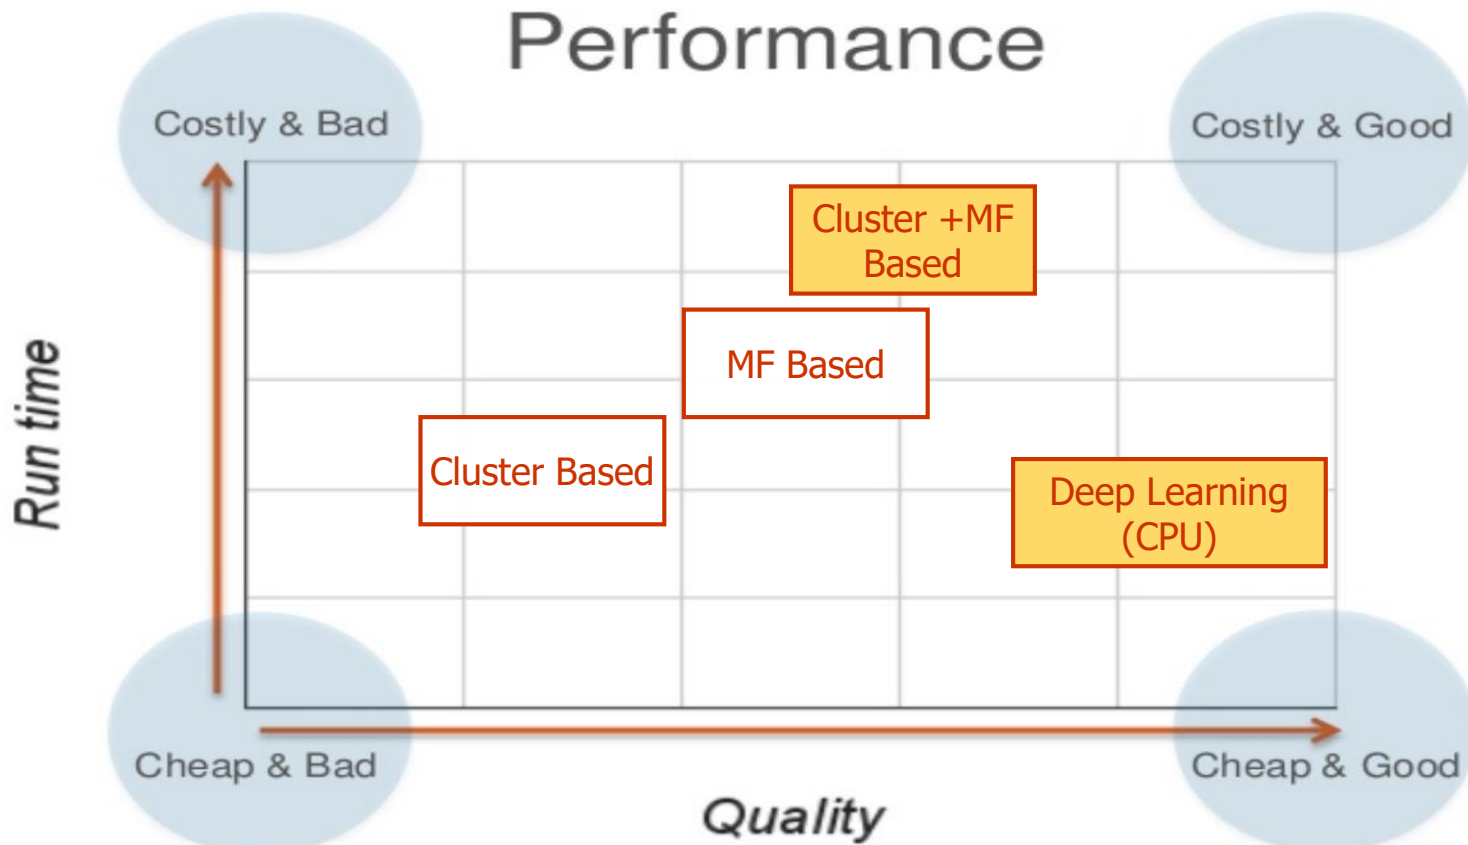 Performance
Costly & Bad
Costly & Good
Cluster +MF
Based
MF Based
Cluster Based
Deep Learning
(CPU)
Run time
Cheap & Bad
Cheap & Good
Quality